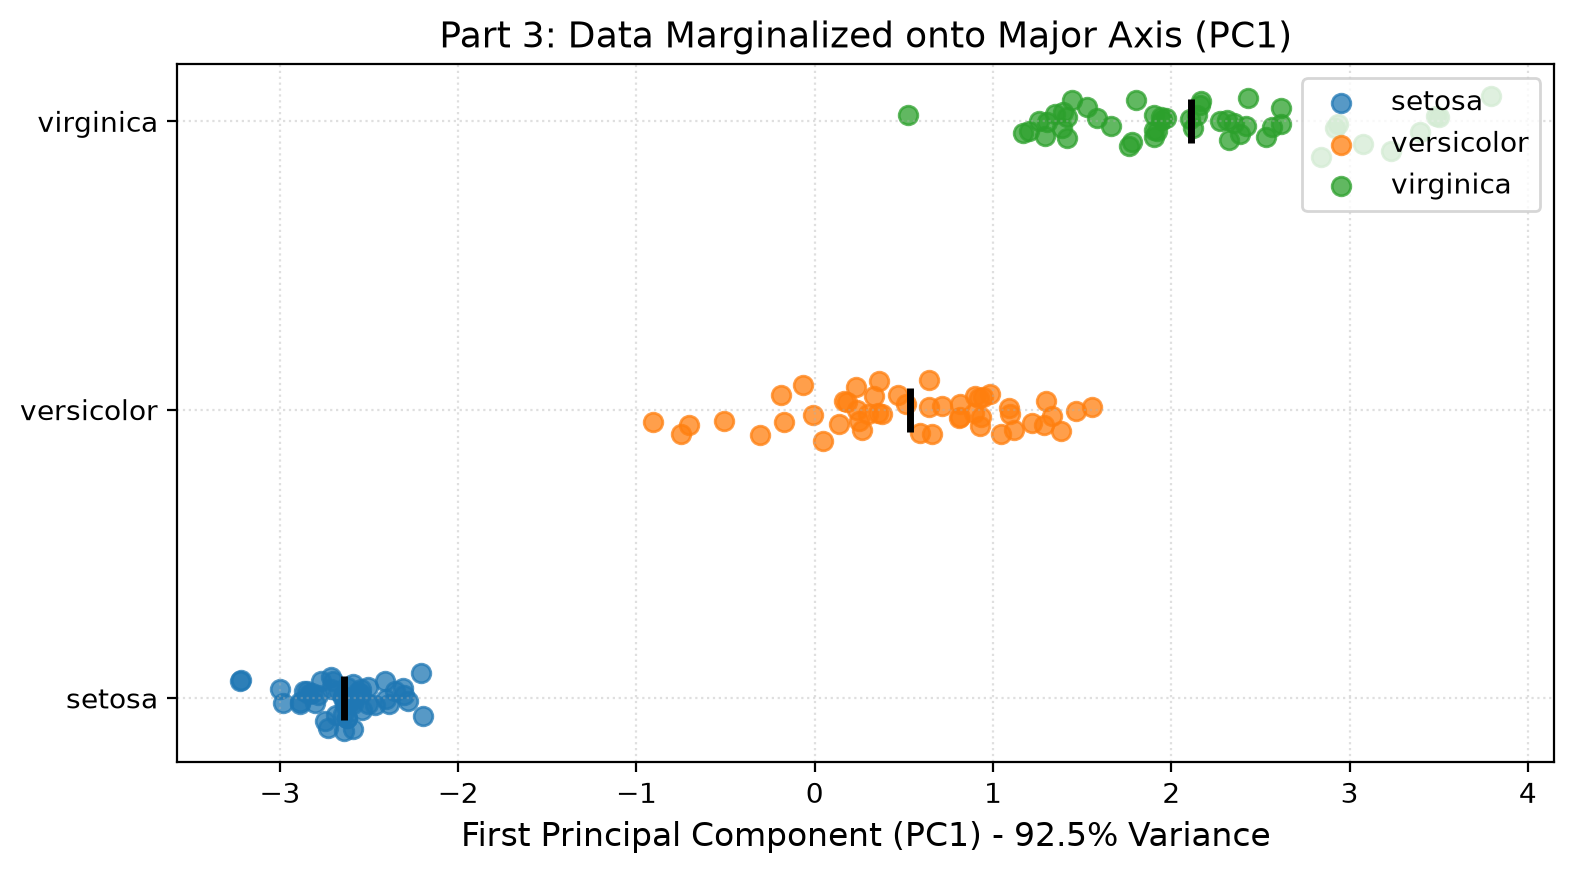 Part 3: Data Marginalized onto Major Axis (PC1)
setosa
versicolor
virginica
virginica
versicolor
setosa
−3 −2 −1 0 1 2 3 4
First Principal Component (PC1) - 92.5% Variance